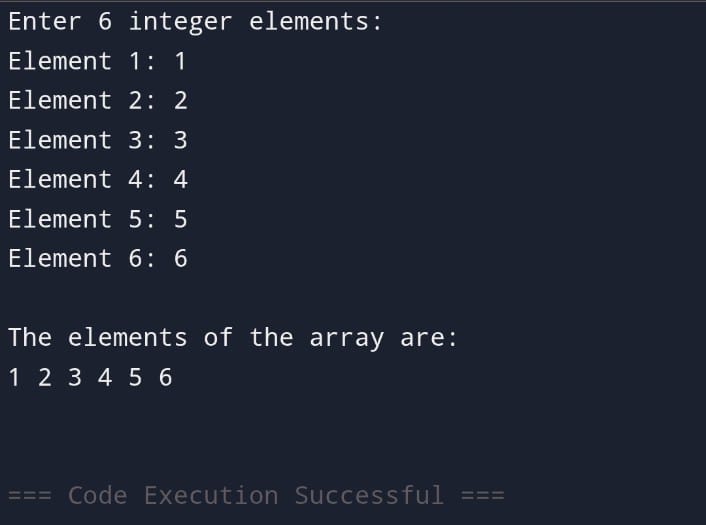 Enter 6 integer elements:
Element 1: 1
Element 2: 2
Element 3: 3
Element 4: 4
Element 5: 5
Element 6: 6
The elements of the array are:
1 2 3 4 5 6
=== Code Execution Successful ===